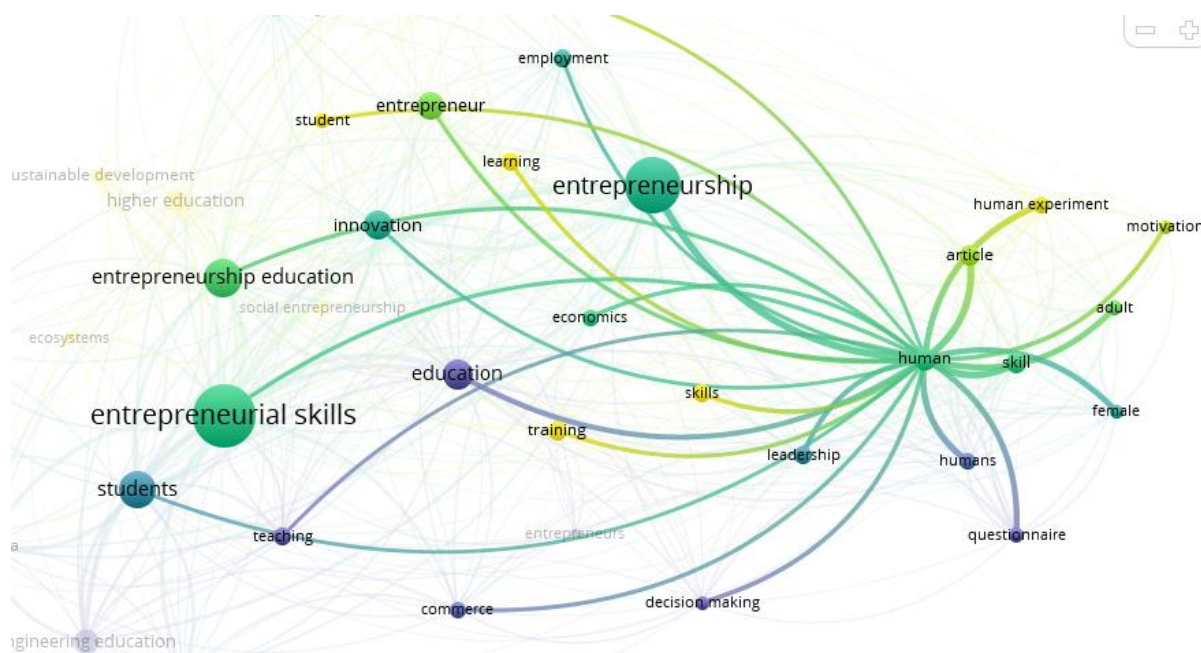 employment
entrepreneur
student
learning
ustainable development
entrepreneurship
higher education
human experiment
innovation
motivation
article
entrepreneurship education
social entrepreneurship
adult
economics
ecosystems
human
skill
education
skills
entrepreneurial skills
female
training
leadership
humans
students
entrepreneurs
teaching
questionnaire
a
decision making
commerce
ngineering education